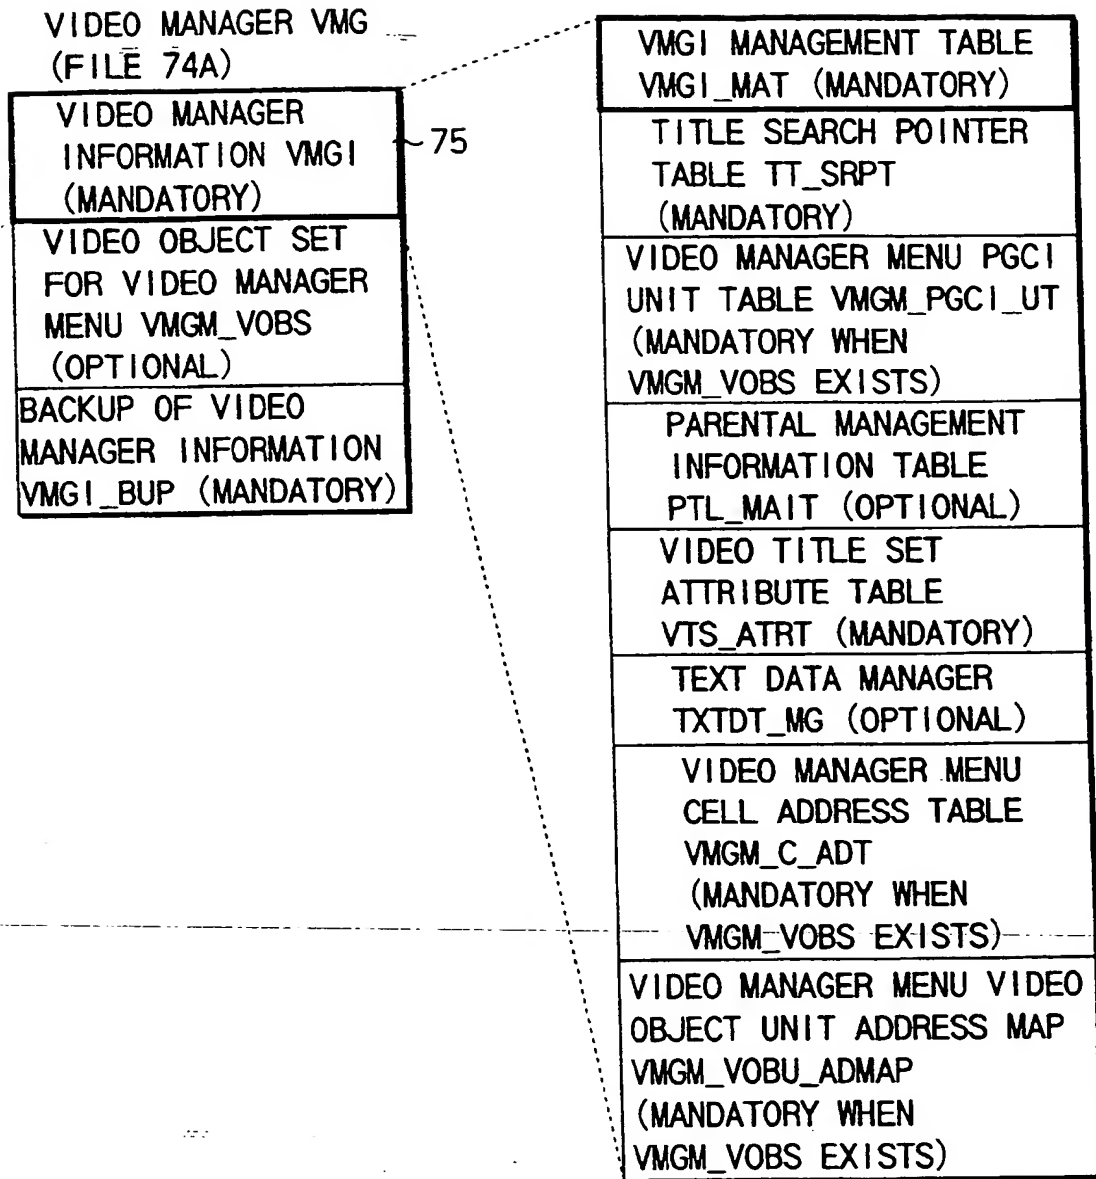 VIDEO MANAGER VMG
(FILE 74A)
VIDEO MANAGER
INFORMATION VMGI
(MANDATORY)
75
VIDEO OBJECT SET
FOR VIDEO MANAGER
MENU VMGM_VOBS
(OPTIONAL)
BACKUP OF VIDEO
MANAGER INFORMATION
VMGI_BUP (MANDATORY)
VMGI MANAGEMENT TABLE
VMGI_MAT (MANDATORY)
TITLE SEARCH POINTER
TABLE TT_SRPT
(MANDATORY)
VIDEO MANAGER MENU PGCI
UNIT TABLE VMGM_PGCI_UT
(MANDATORY WHEN
VMGM_VOBS EXISTS)
PARENTAL MANAGEMENT
INFORMATION TABLE
PTL_MAIT (OPTIONAL)
VIDEO TITLE SET
ATTRIBUTE TABLE
VTS_ATRT (MANDATORY)
TEXT DATA MANAGER
TXTDT_MG (OPTIONAL)
VIDEO MANAGER MENU
CELL ADDRESS TABLE
VMGM_C_ADT
(MANDATORY WHEN
VMGM_VOBS EXISTS)
VIDEO MANAGER MENU VIDEO
OBJECT UNIT ADDRESS MAP
VMGM_VOBU_ADMAP
(MANDATORY WHEN
VMGM_VOBS EXISTS)